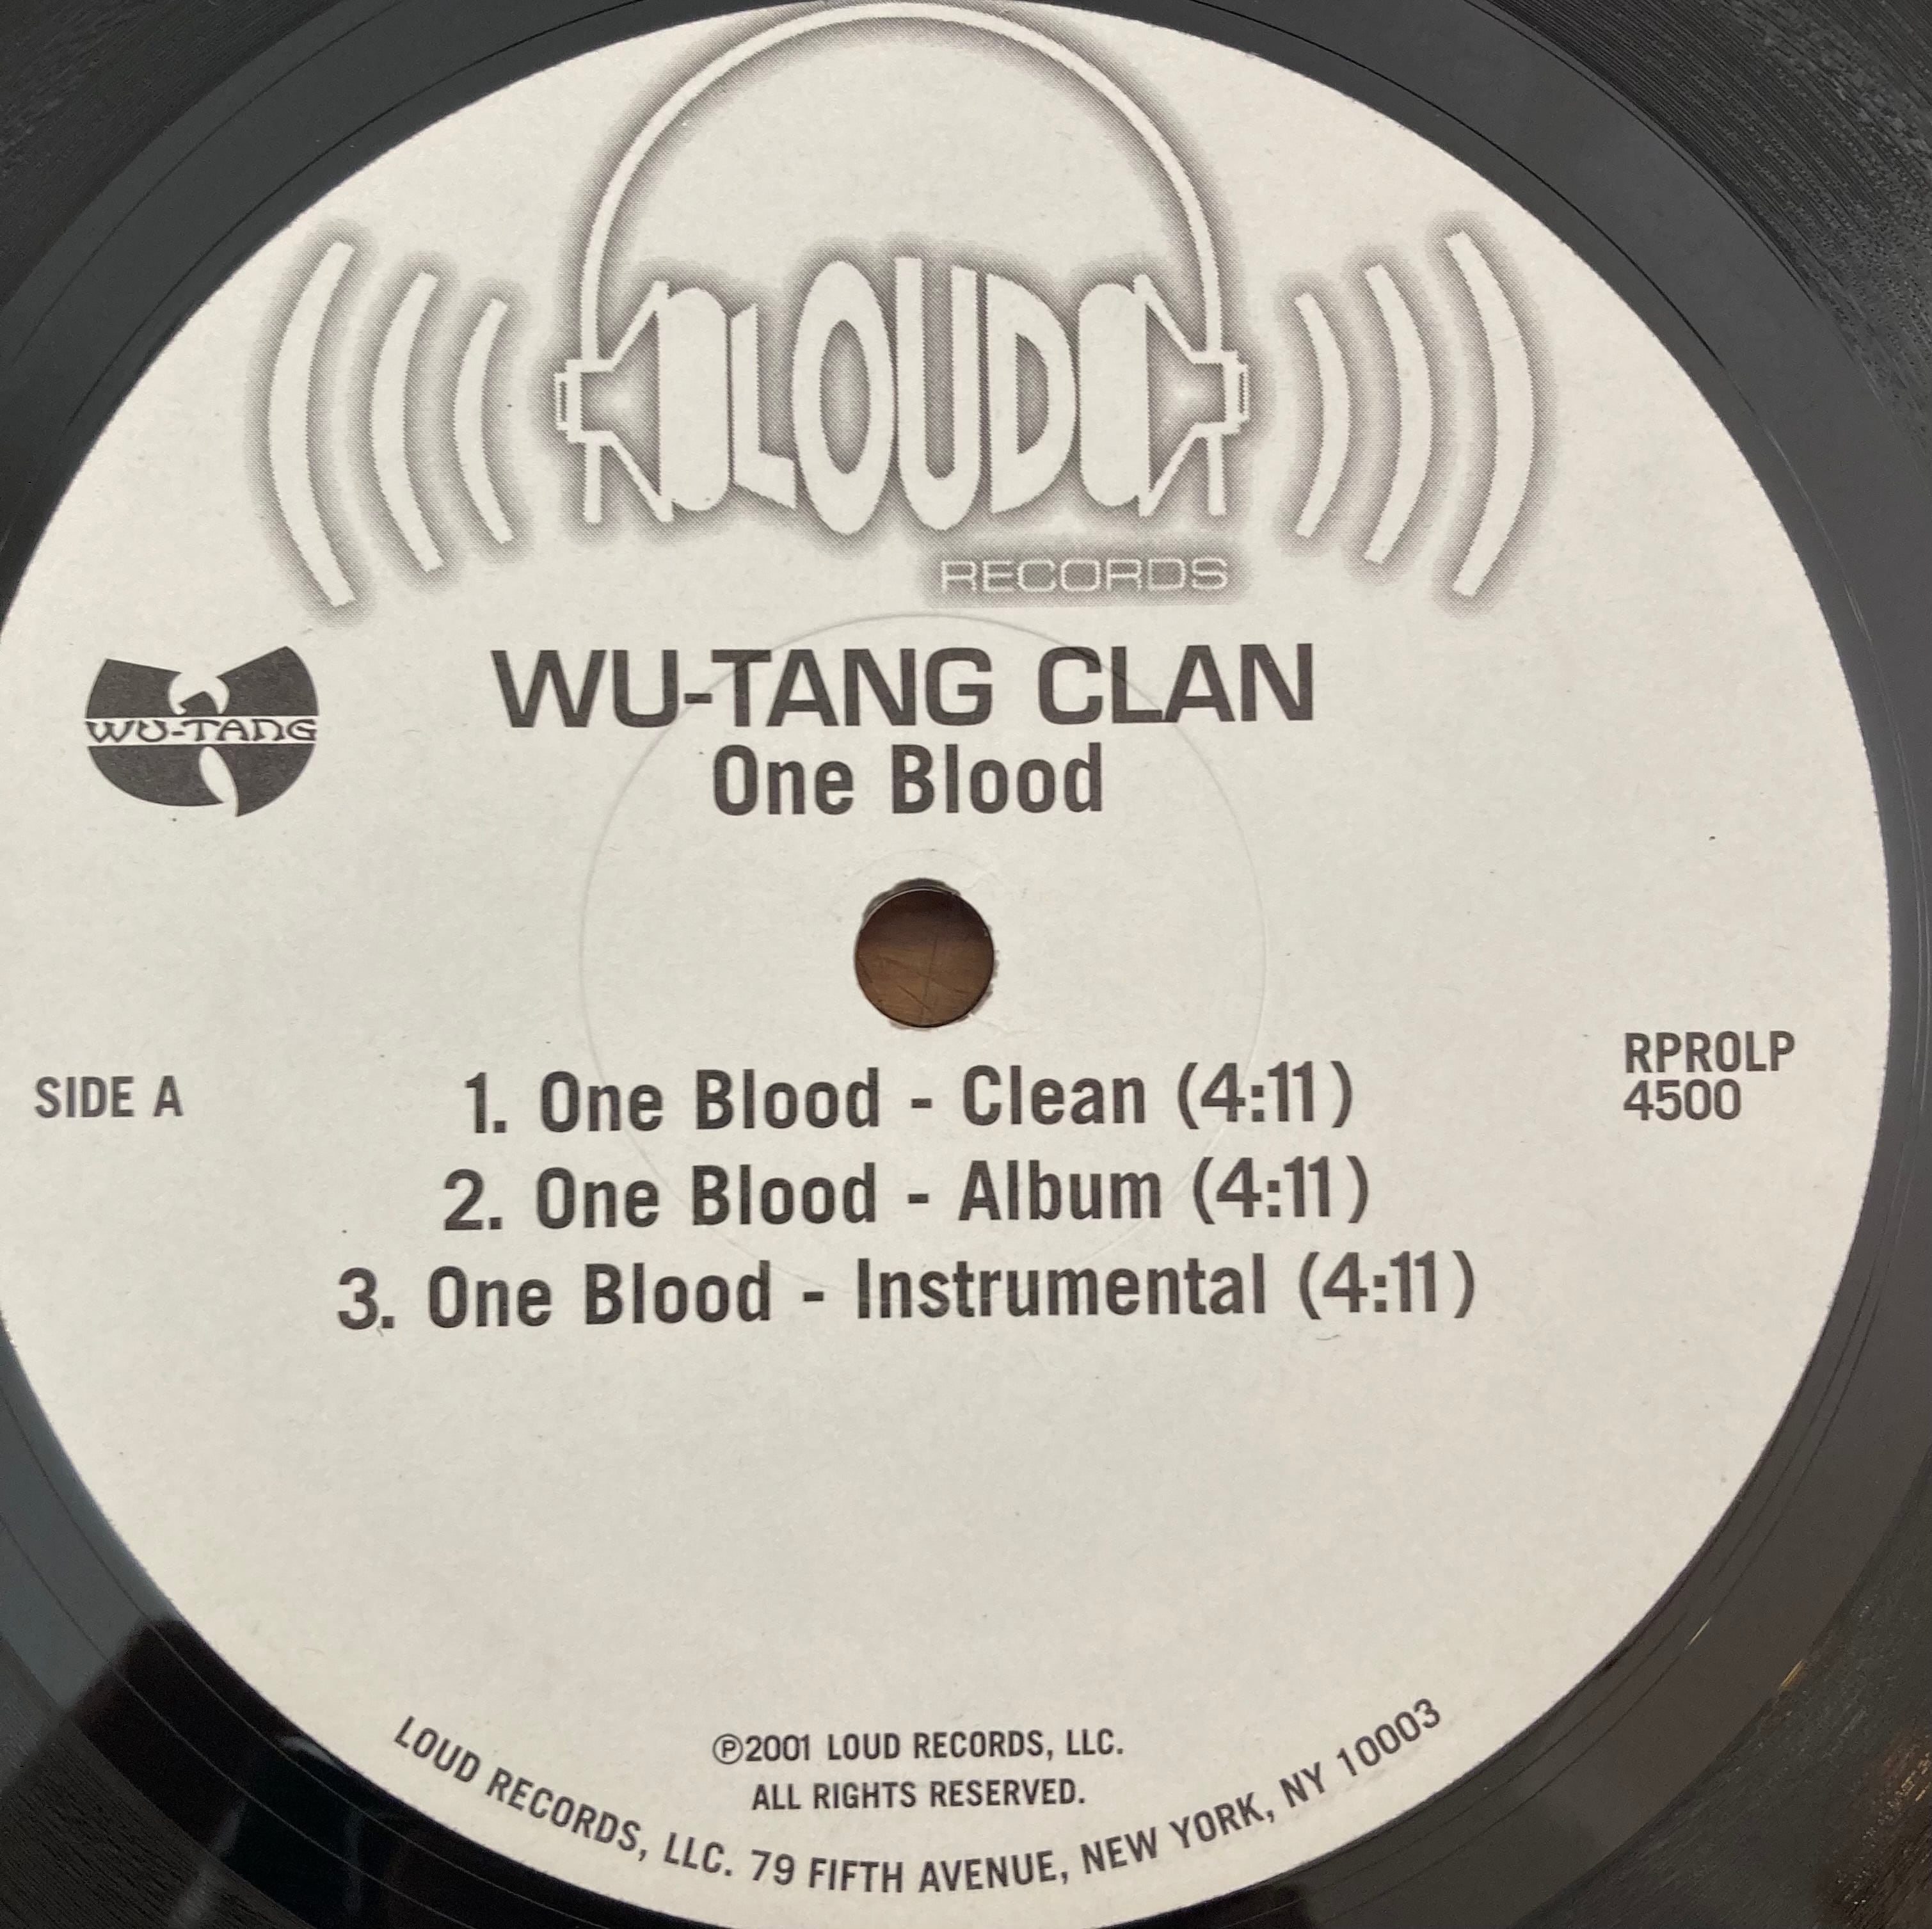 LOUD
RECORDS
WU-TANG
WU-TANG CLAN
One Blood
SIDE A
RPROLP
4500
1. One Blood - Clean (4:11)
2. One Blood - Album (4:11)
3. One Blood - Instrumental (4:11)
℗2001 LOUD RECORDS, LLC.
ALL RIGHTS RESERVED.
LOUD RECORDS, LLC. 79 FIFTH AVENUE, NEW YORK, NY 10003